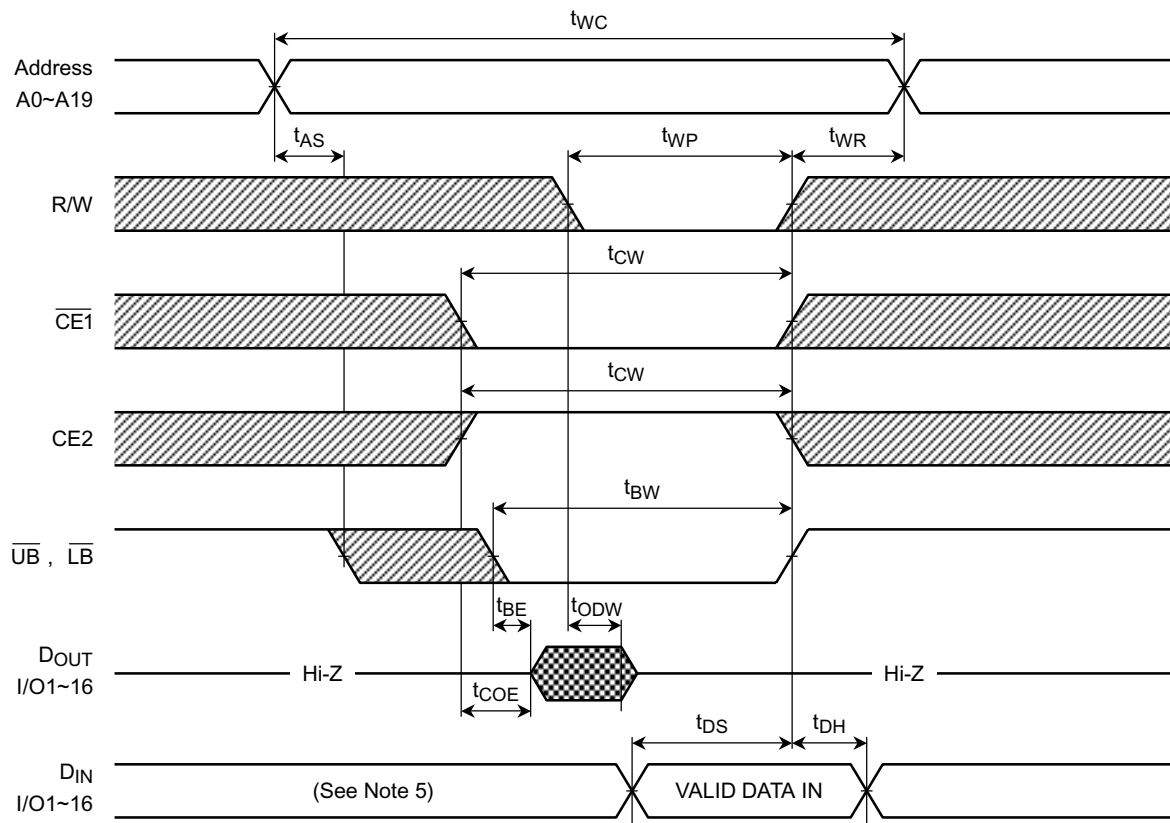 tWC
Address
A0~A19
tAS
tWP
tWR
R/W
tCW
CE1
tCW
CE2
tBW
UB , LB
tBE
tODW
DOUT
I/O1~16
Hi-Z
Hi-Z
tCOE
tDS
tDH
DIN
I/O1~16
(See Note 5)
VALID DATA IN